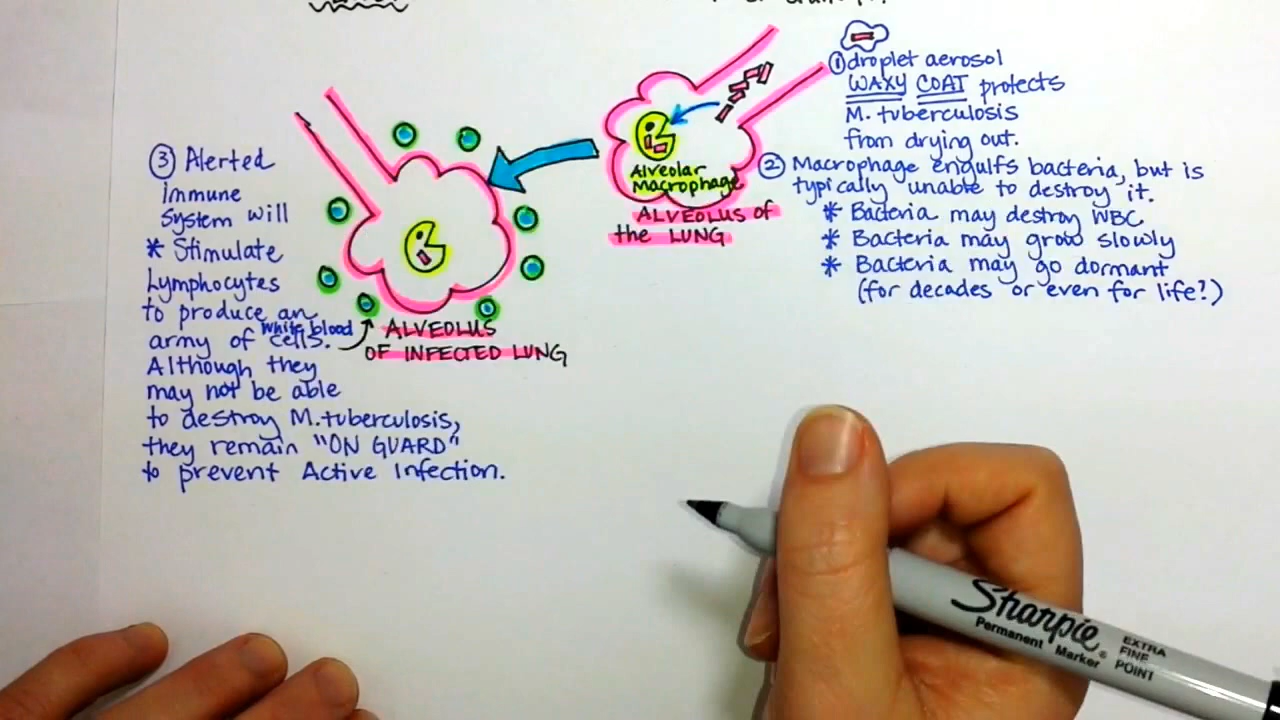 ① droplet aerosol
WAXY COAT protects
M. tuberculosis
from drying out.
② Macrophage engulfs bacteria, but is
typically unable to destroy it.
* Bacteria may destroy WBC
* Bacteria may grow slowly
* Bacteria may go dormant
(for decades or even for life?)
Alveolar
Macrophage
ALVEOLUS of
the LUNG
③ Alerted
Immune
System will
* Stimulate
Lymphocytes
to produce an
army of white blood cells.
Although they
may not be able
to destroy M. tuberculosis,
they remain "ON GUARD"
to prevent Active Infection.
ALVEOLUS
OF INFECTED LUNG
Sharpie®
Permanent Marker
EXTRA
FINE
POINT